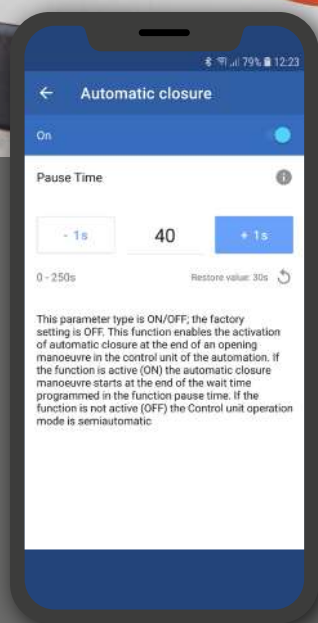 79% 12:23
Automatic closure
On
Pause Time
- 1s 40 + 1s
0 - 250s Restore value: 30s
This parameter type is ON/OFF; the factory
setting is OFF. This function enables the activation
of automatic closure at the end of an opening
manoeuvre in the control unit of the automation. If
the function is active (ON) the automatic closure
manoeuvre starts at the end of the wait time
programmed in the function pause time. If the
function is not active (OFF) the Control unit operation
mode is semiautomatic